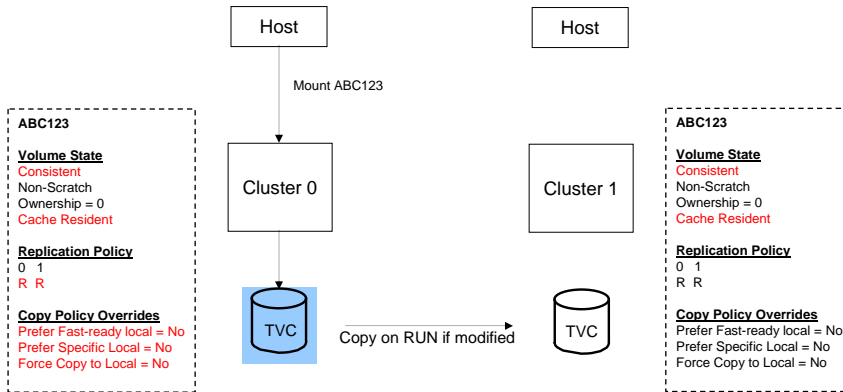 Host
Host
Mount ABC123
ABC123
Volume State
Consistent
Non-Scratch
Ownership = 0
Cache Resident
Replication Policy
0 1
R R
Copy Policy Overrides
Prefer Fast-ready local = No
Prefer Specific Local = No
Force Copy to Local = No
Cluster 0
TVC
Copy on RUN if modified
Cluster 1
TVC
ABC123
Volume State
Consistent
Non-Scratch
Ownership = 0
Cache Resident
Replication Policy
0 1
R R
Copy Policy Overrides
Prefer Fast-ready local = No
Prefer Specific Local = No
Force Copy to Local = No